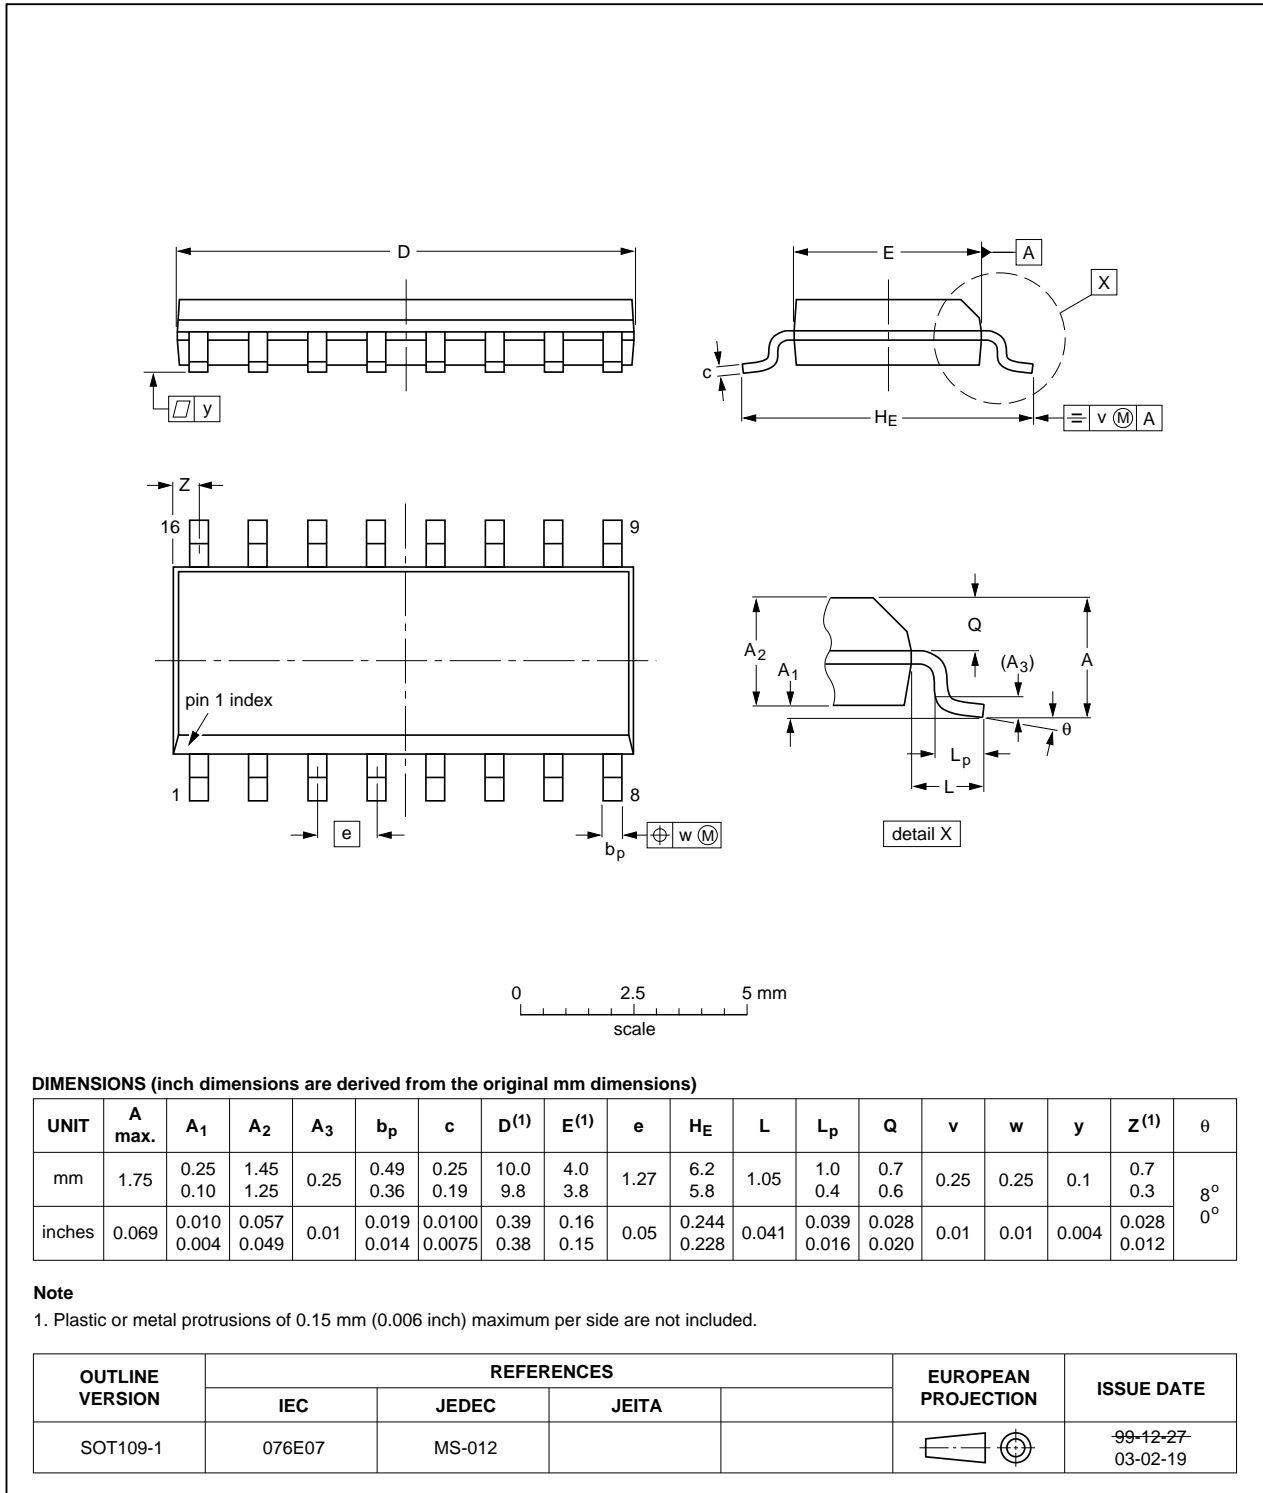 D
E
A
X
y
c
HE
v M A
Z
16
9
pin 1 index
1
8
e
w M
bp
Q
A2
A1
(A3)
A
θ
Lp
L
detail X
0 2.5 5 mm
scale
DIMENSIONS (inch dimensions are derived from the original mm dimensions)
UNIT A max. A1 A2 A3 bp c D(1) E(1) e HE L Lp Q v w y Z(1) θ
mm 1.75 0.25 0.10 1.45 1.25 0.25 0.49 0.36 0.25 0.19 10.0 9.8 4.0 3.8 1.27 6.2 5.8 1.05 1.0 0.4 0.7 0.6 0.25 0.25 0.1 0.7 0.3 8° 0°
inches 0.069 0.010 0.004 0.057 0.049 0.01 0.019 0.014 0.0100 0.0075 0.39 0.38 0.16 0.15 0.05 0.244 0.228 0.041 0.039 0.016 0.028 0.020 0.01 0.01 0.004 0.028 0.012
Note
1. Plastic or metal protrusions of 0.15 mm (0.006 inch) maximum per side are not included.
OUTLINE VERSION REFERENCES EUROPEAN PROJECTION ISSUE DATE
IEC JEDEC JEITA
SOT109-1 076E07 MS-012 99-12-27
03-02-19